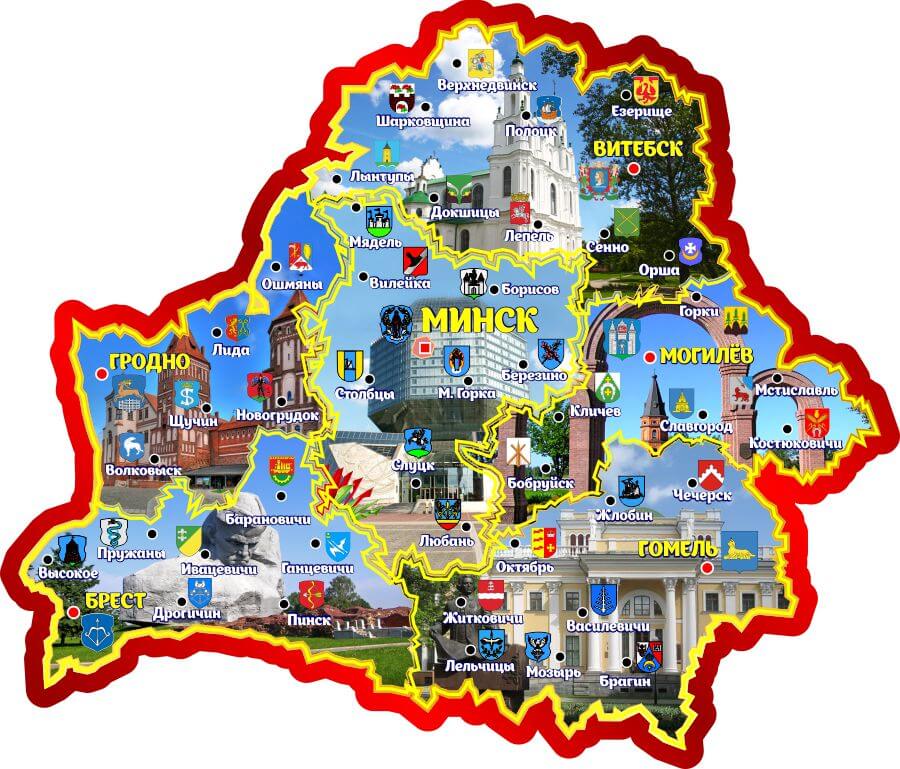 Верхнедвинск
Шарковщина
Полоцк
Езерище
ВИТЕБСК
Лынтупы
Докшицы
Лепель
Сенно
Орша
Мядель
Вилейка
Борисов
Ошмяны
МИНСК
Горки
МОГИЛЁВ
Лида
ГРОДНО
Щучин
Новогрудок
Столбцы
М.Горка
Березино
Кличев
Мстиславль
Славгород
Костюковичи
Волковыск
Слуцк
Бобруйск
Чечерск
Жлобин
Барановичи
Любань
Пружаны
Высокое
Ивацевичи
Ганцевичи
Октябрь
ГОМЕЛЬ
БРЕСТ
Дрогичин
Пинск
Житковичи
Василевичи
Лельчицы
Мозырь
Брагин